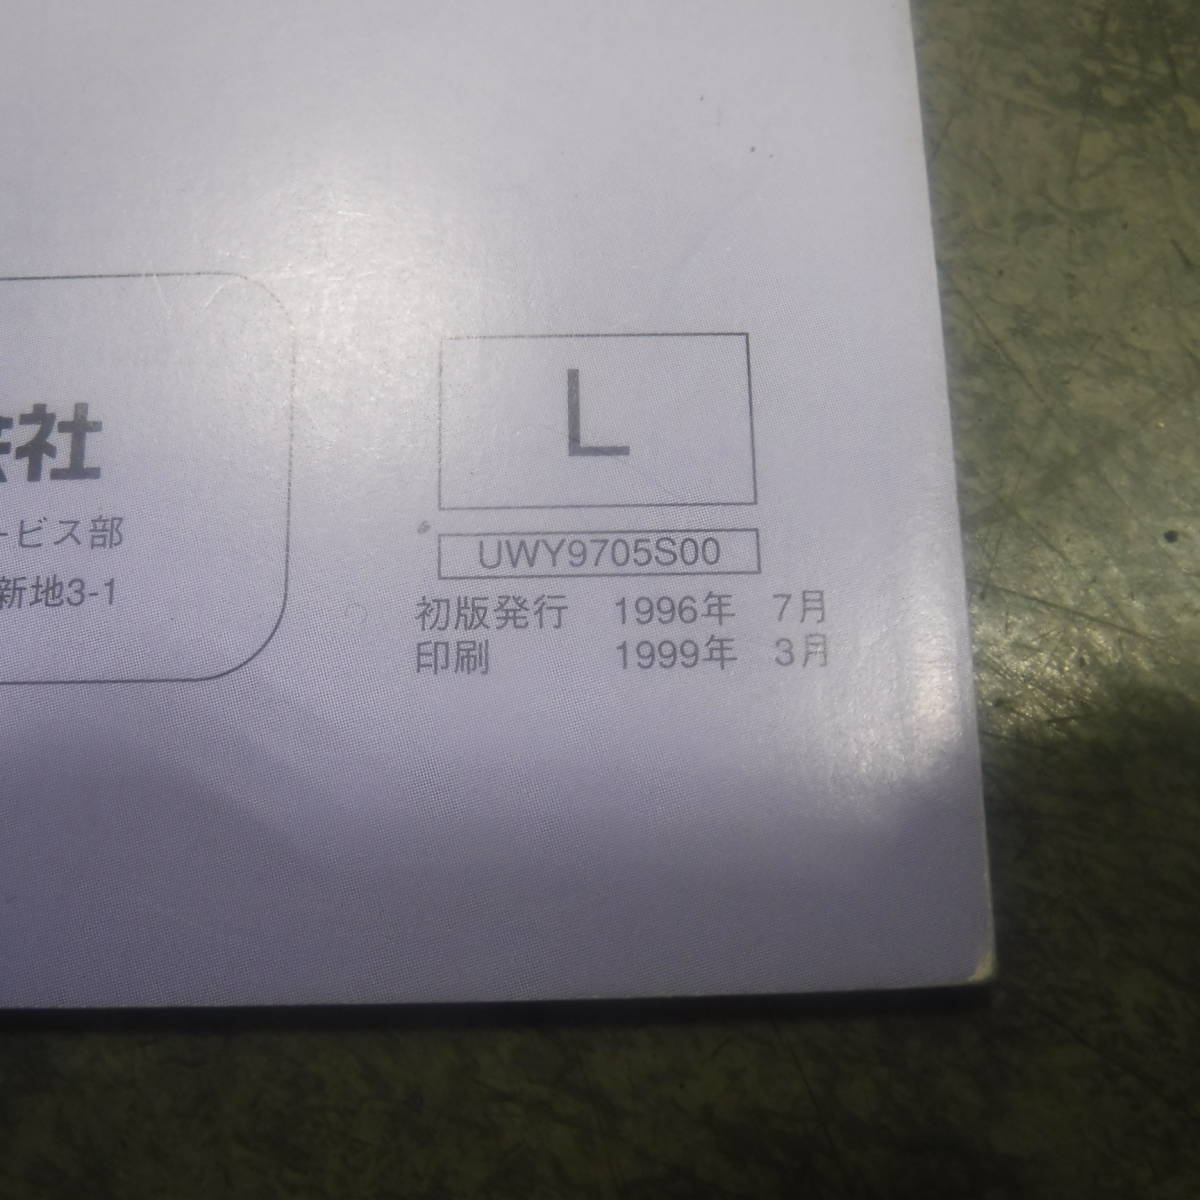 会社
ービス部
新地3-1
L
UWY9705S00
初版発行 1996年 7月
印刷 1999年 3月